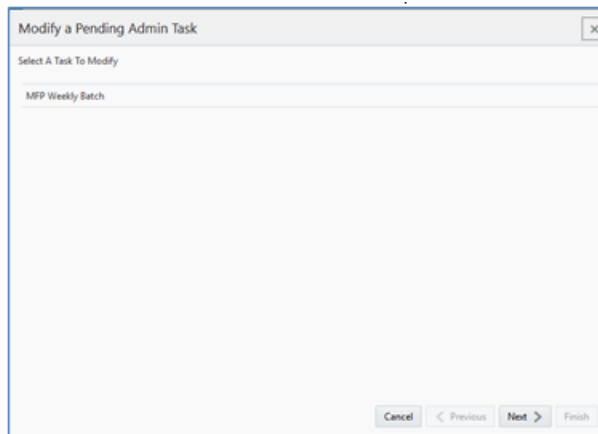 Modify a Pending Admin Task
Select A Task To Modify
MFP Weekly Batch
Cancel Previous Next Finish